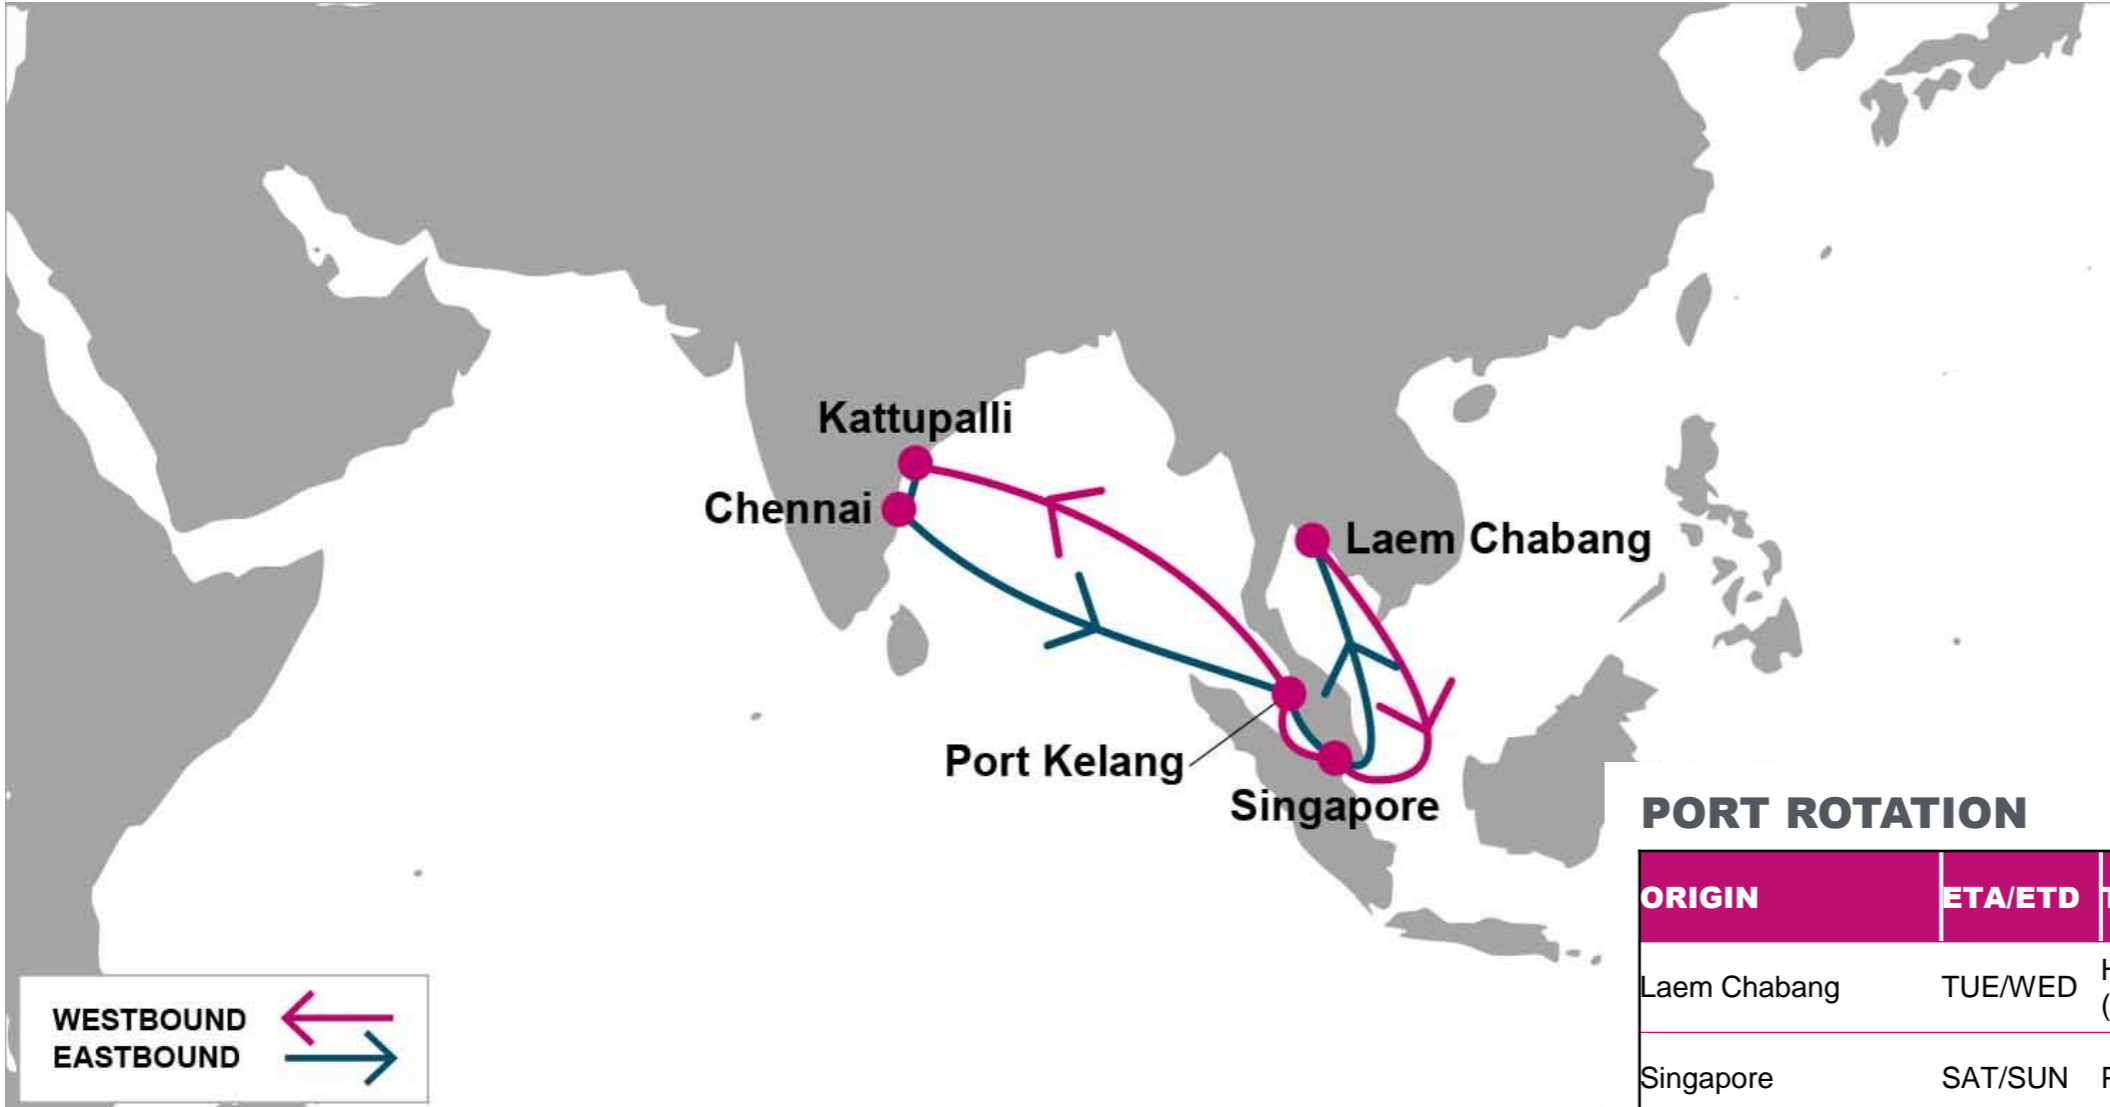 Kattupalli
Chennai
Laem Chabang
Port Kelang
Singapore
WESTBOUND
EASTBOUND
PORT ROTATION
ORIGIN ETA/ETD
Laem Chabang TUE/WED
Singapore SAT/SUN